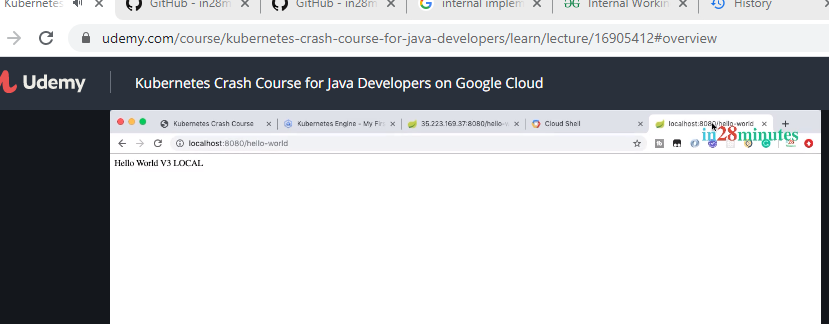 Kubernetes
GitHub - in28m
GitHub - in28m
internal implem
Internal Workin
History
udemy.com/course/kubernetes-crash-course-for-java-developers/learn/lecture/16905412#overview
Udemy
Kubernetes Crash Course for Java Developers on Google Cloud
Kubernetes Crash Course
Kubernetes Engine - My Fir
35.223.169.37:8080/hello-w
Cloud Shell
localhost:8080/hello-world
in28minutes
localhost:8080/hello-world
Hello World V3 LOCAL